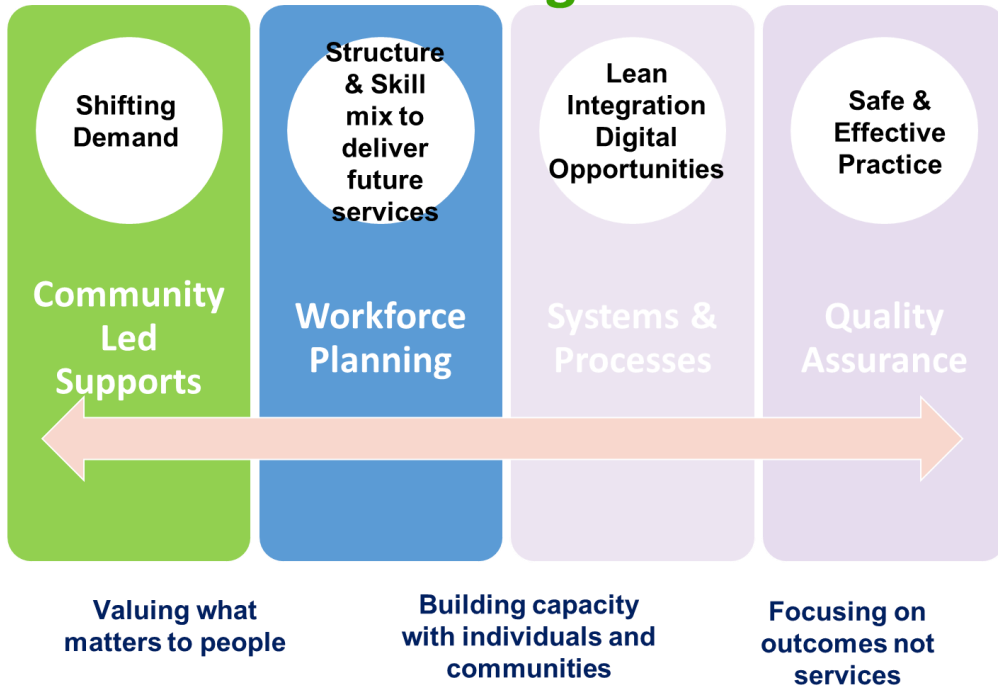 Shifting
Demand
Structure
& Skill
mix to
deliver
future
services
Lean
Integration
Digital
Opportunities
Safe &
Effective
Practice
Community
Led
Supports
Workforce
Planning
Systems &
Processes
Quality
Assurance
Valuing what
matters to people
Building capacity
with individuals and
communities
Focusing on
outcomes not
services